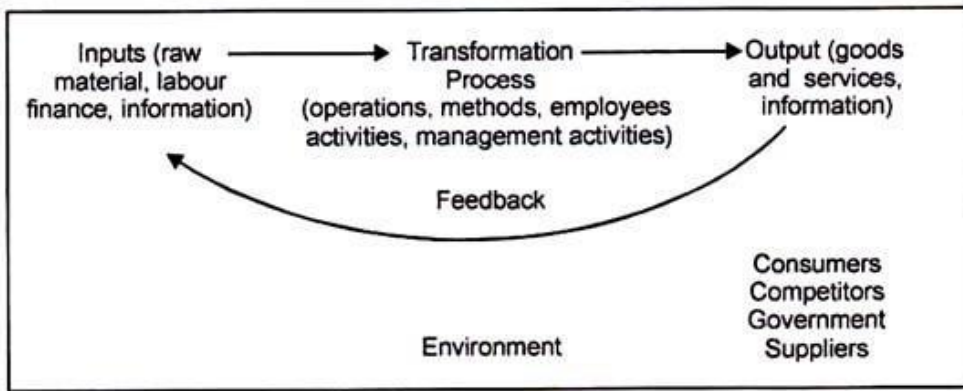 Inputs (raw
material, labour
finance, information)
Transformation
Process
(operations, methods, employees
activities, management activities)
Output (goods
and services,
information)
Feedback
Consumers
Competitors
Government
Suppliers
Environment